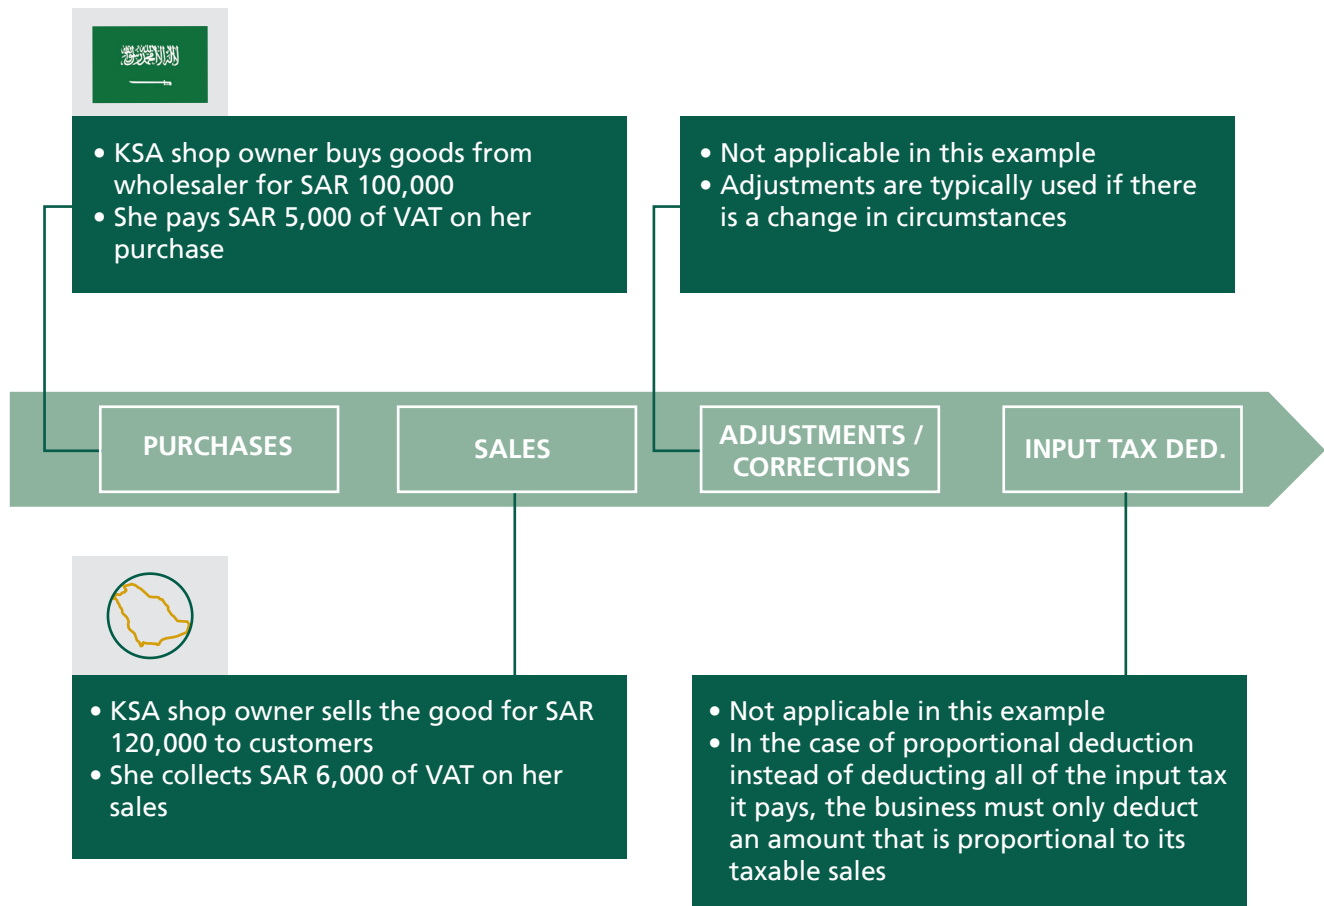 • KSA shop owner buys goods from
wholesaler for SAR 100,000
• She pays SAR 5,000 of VAT on her
purchase
• Not applicable in this example
• Adjustments are typically used if there
is a change in circumstances
PURCHASES
SALES
ADJUSTMENTS /
CORRECTIONS
INPUT TAX DED.
• KSA shop owner sells the good for SAR
120,000 to customers
• She collects SAR 6,000 of VAT on her
sales
• Not applicable in this example
• In the case of proportional deduction
instead of deducting all of the input tax
it pays, the business must only deduct
an amount that is proportional to its
taxable sales